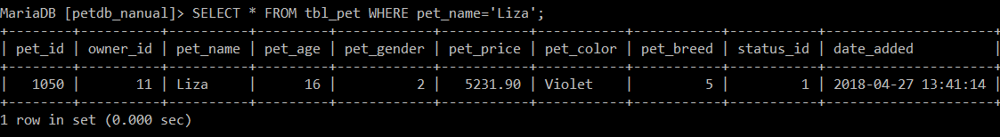 MariaDB [petdb_nanual]> SELECT * FROM tbl_pet WHERE pet_name='Liza';
+--------+----------+----------+---------+------------+-----------+-----------+-----------+-----------+---------------------+
| pet_id | owner_id | pet_name | pet_age | pet_gender | pet_price | pet_color | pet_breed | status_id | date_added          |
+--------+----------+----------+---------+------------+-----------+-----------+-----------+-----------+---------------------+
|   1050 |       11 | Liza     |      16 |          2 |   5231.90 | Violet    |         5 |         1 | 2018-04-27 13:41:14 |
+--------+----------+----------+---------+------------+-----------+-----------+-----------+-----------+---------------------+
1 row in set (0.000 sec)